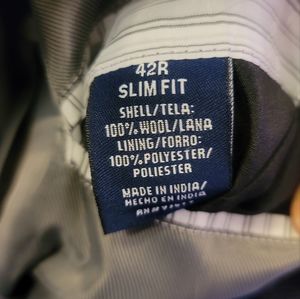 42R
SLIM FIT
SHELL/TELA:
100% WOOL/LANA
LINING/FORRO:
100% POLYESTER/
POLIESTER
MADE IN INDIA/
HECHO EN INDIA
RN#